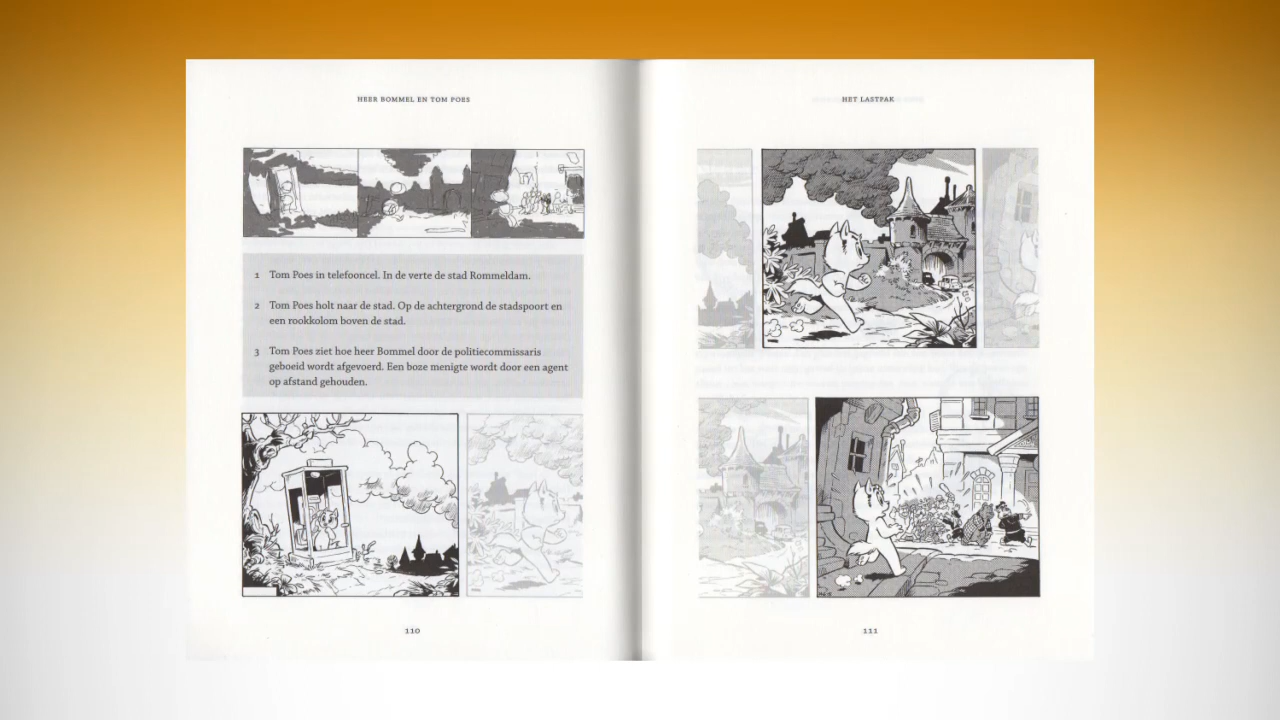 HEER BOMMEL EN TOM POES
1 Tom Poes in telefooncel. In de verte de stad Rommeldam.
2 Tom Poes holt naar de stad. Op de achtergrond de stadspoort en
een rookkolom boven de stad.
3 Tom Poes ziet hoe heer Bommel door de politiecommissaris
geboeid wordt afgevoerd. Een boze menigte wordt door een agent
op afstand gehouden.
110
HET LASTPAK
111